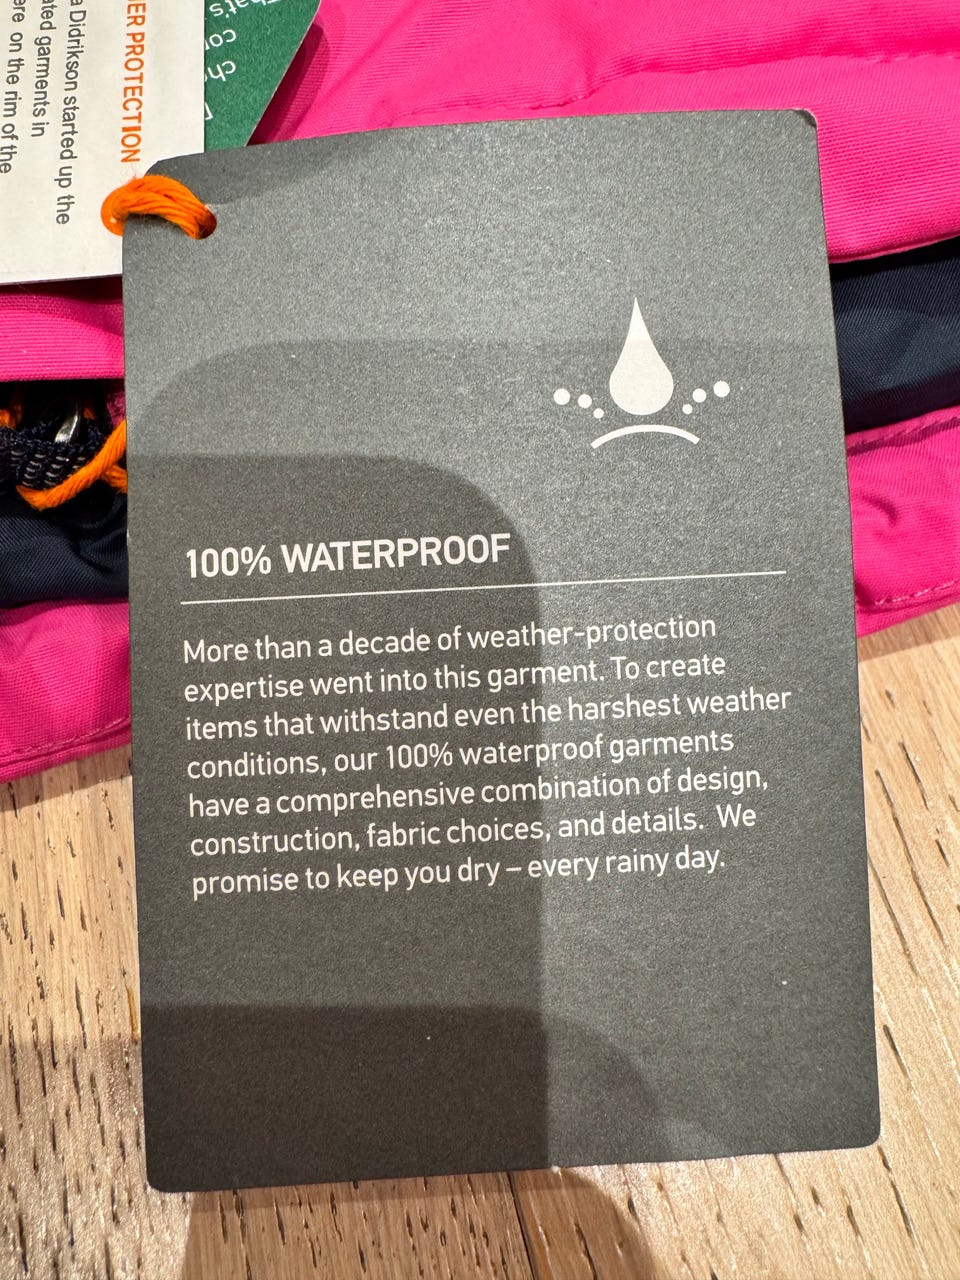 100% WATERPROOF
More than a decade of weather-protection
expertise went into this garment. To create
items that withstand even the harshest weather
conditions, our 100% waterproof garments
have a comprehensive combination of design,
construction, fabric choices, and details. We
promise to keep you dry – every rainy day.
PROTECTION
a Didrikson started up the
garments in
on the rim of the
That's